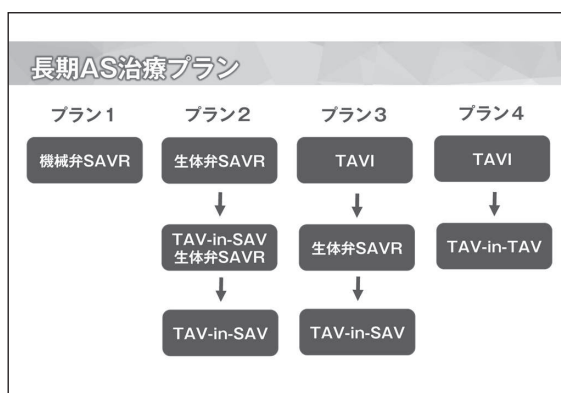 長期AS治療プラン
プラン1
プラン2
プラン3
プラン4
機械弁SAVR
生体弁SAVR
TAVI
TAVI
TAV-in-SAV
生体弁SAVR
生体弁SAVR
TAV-in-TAV
TAV-in-SAV
TAV-in-SAV